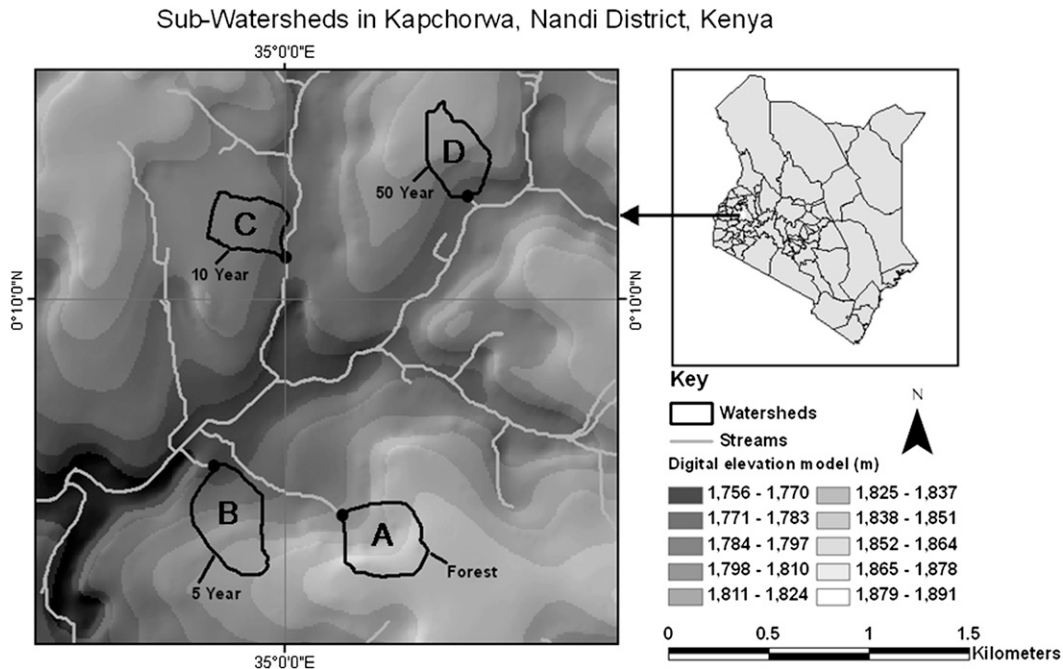 Sub-Watersheds in Kapchorwa, Nandi District, Kenya
35°0'0"E
D
50 Year
C
10 Year
0°10'0"N
0°10'0"N
B
5 Year
A
Forest
35°0'0"E
Key
N
Watersheds
Streams
Digital elevation model (m)
1,756 - 1,770
1,771 - 1,783
1,784 - 1,797
1,798 - 1,810
1,811 - 1,824
1,825 - 1,837
1,838 - 1,851
1,852 - 1,864
1,865 - 1,878
1,879 - 1,891
0 0.5 1 1.5
Kilometers